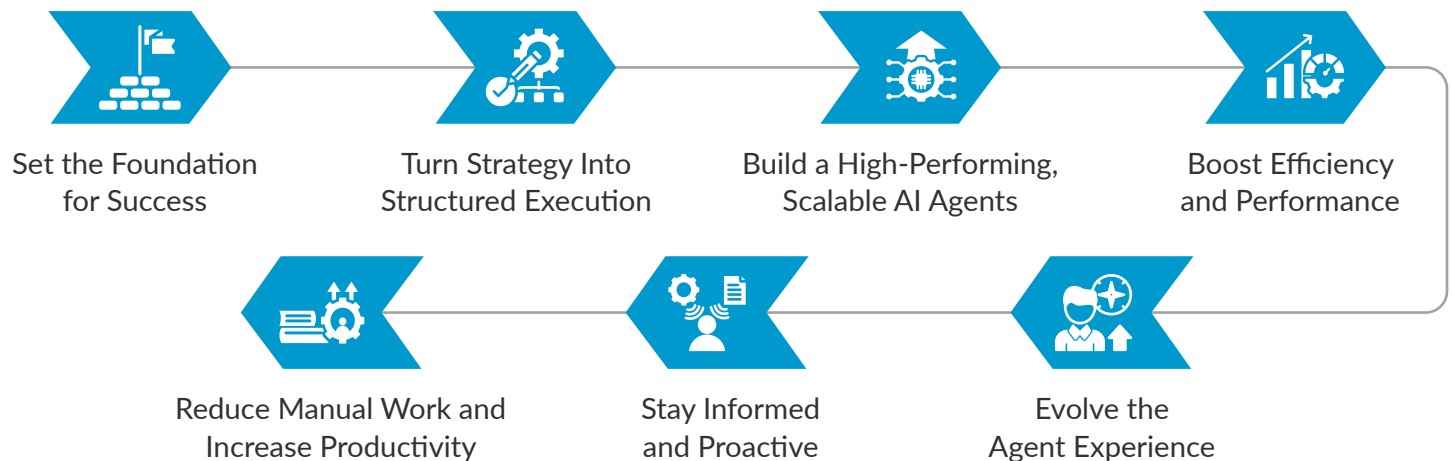 Set the Foundation
for Success
Turn Strategy Into
Structured Execution
Build a High-Performing,
Scalable AI Agents
Boost Efficiency
and Performance
Evolve the
Agent Experience
Stay Informed
and Proactive
Reduce Manual Work and
Increase Productivity